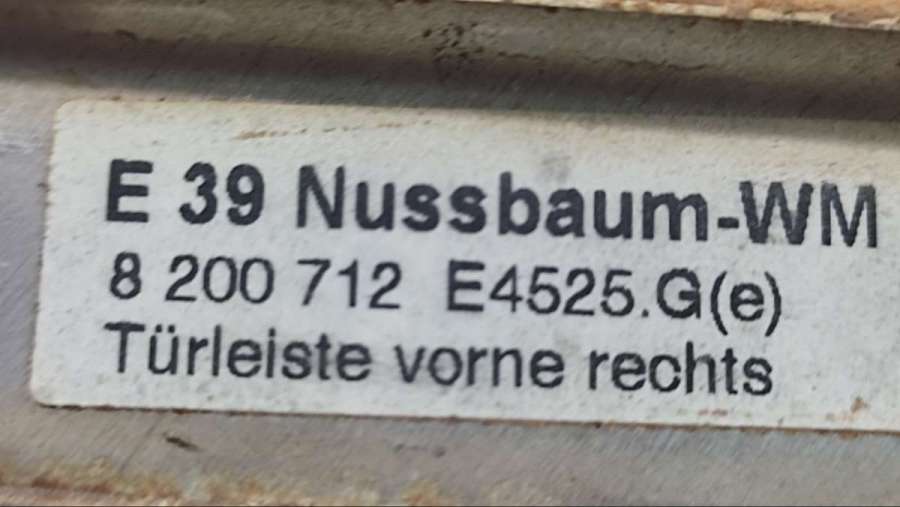 E 39 Nussbaum-WM
8 200 712 E4525.G(e)
Türleiste vorne rechts